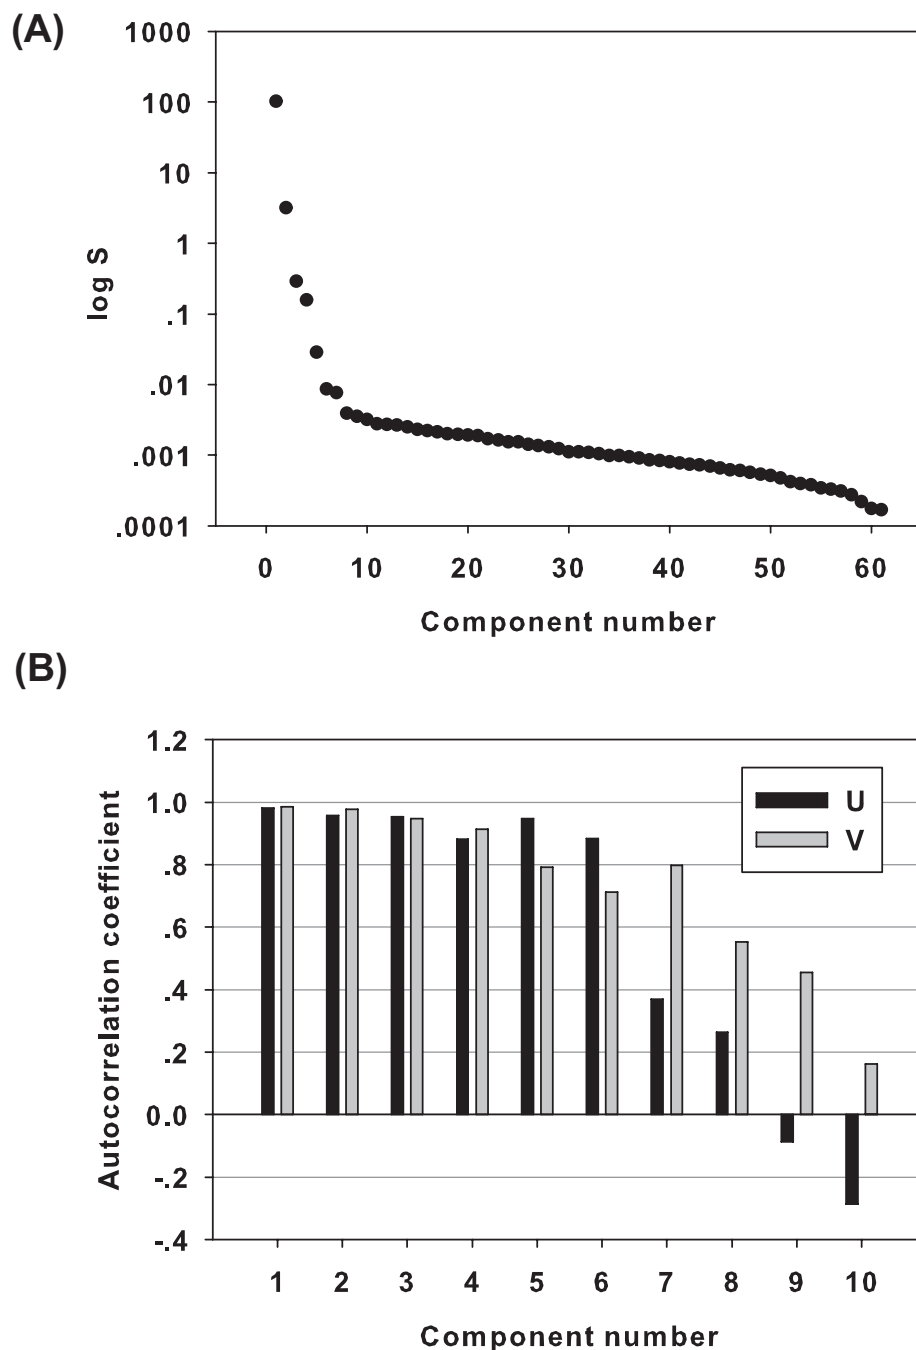 (A)
1000
100
10
1
.1
.01
.001
.0001
log S
0 10 20 30 40 50 60
Component number
(B)
1.2
1.0
.8
.6
.4
.2
0.0
-.2
-.4
Autocorrelation coefficient
U
V
1 2 3 4 5 6 7 8 9 10
Component number